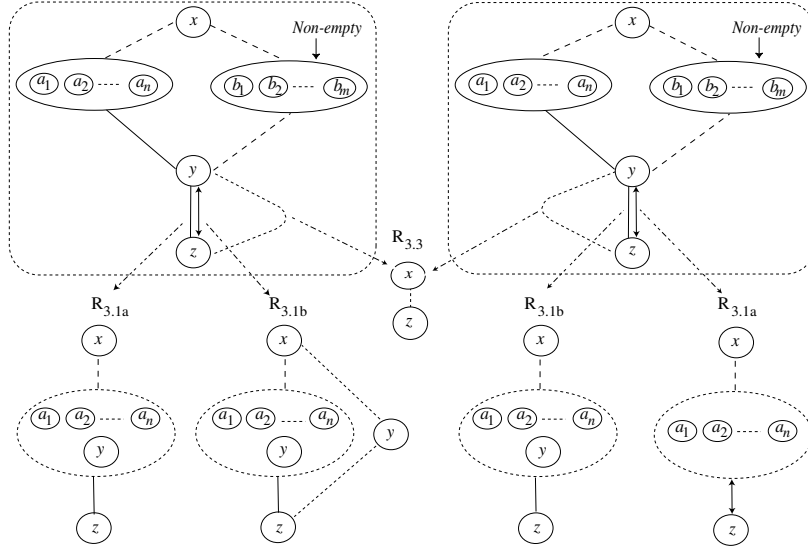 x
Non-empty
a1 a2 an
b1 b2 bm
y
z
x
Non-empty
a1 a2 an
b1 b2 bm
y
z
R3.3
x
z
R3.1a
x
a1 a2 an
y
z
R3.1b
x
a1 a2 an
y
y
z
R3.1b
x
a1 a2 an
y
z
R3.1a
x
a1 a2 an
z